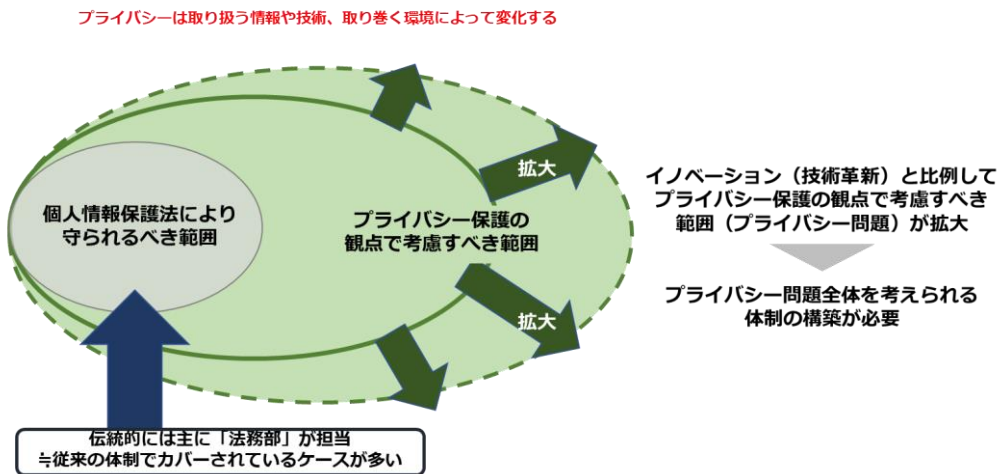 プライバシーは取り扱う情報や技術、取り巻く環境によって変化する
拡大
個人情報保護法により
守られるべき範囲
プライバシー保護の
観点で考慮すべき範囲
拡大
伝統的には主に「法務部」が担当
≒従来の体制でカバーされているケースが多い
イノベーション（技術革新）と比例して
プライバシー保護の観点で考慮すべき
範囲（プライバシー問題）が拡大
プライバシー問題全体を考えられる
体制の構築が必要